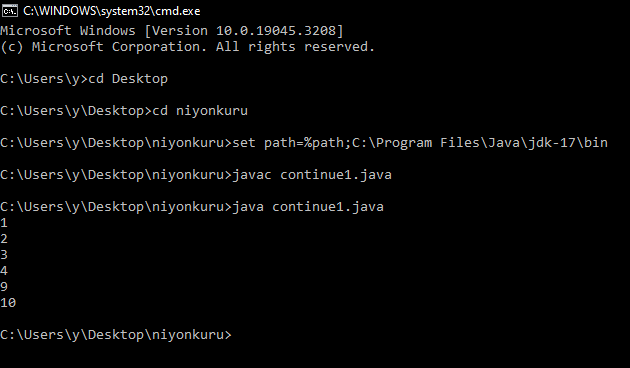 C:\WINDOWS\system32\cmd.exe
Microsoft Windows [Version 10.0.19045.3208]
(c) Microsoft Corporation. All rights reserved.
C:\Users\y>cd Desktop
C:\Users\y\Desktop>cd niyonkuru
C:\Users\y\Desktop\niyonkuru>set path=%path;C:\Program Files\Java\jdk-17\bin
C:\Users\y\Desktop\niyonkuru>javac continue1.java
C:\Users\y\Desktop\niyonkuru>java continue1.java
1
2
3
4
9
10
C:\Users\y\Desktop\niyonkuru>